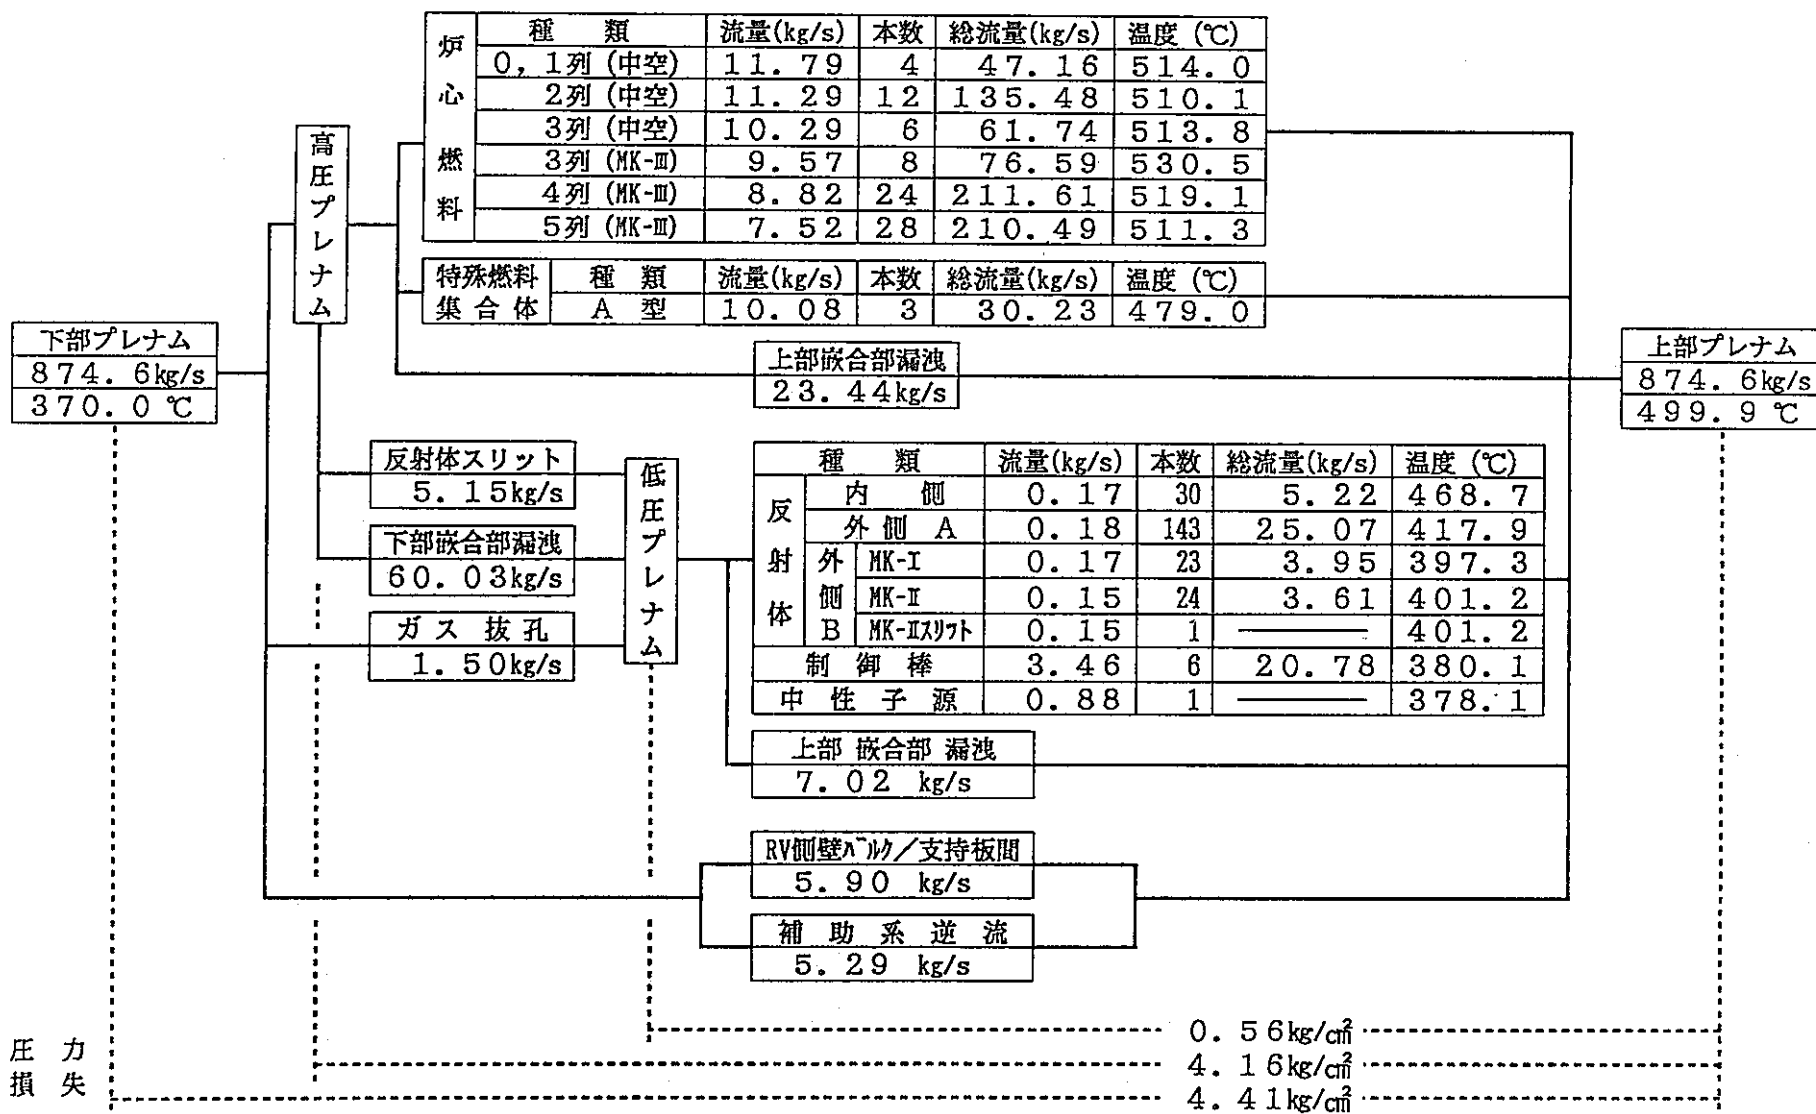 炉心燃料
種類 流量(kg/s) 本数 総流量(kg/s) 温度 (℃)
0, 1列 (中空) 11.79 4 47.16 514.0
2列 (中空) 11.29 12 135.48 510.1
3列 (中空) 10.29 6 61.74 513.8
3列 (MK-Ⅲ) 9.57 8 76.59 530.5
4列 (MK-Ⅲ) 8.82 24 211.61 519.1
5列 (MK-Ⅲ) 7.52 28 210.49 511.3
高圧プレナム
特殊燃料集合体
種類 流量(kg/s) 本数 総流量(kg/s) 温度 (℃)
A型 10.08 3 30.23 479.0
下部プレナム
874.6kg/s
370.0 ℃
上部嵌合部漏洩
23.44kg/s
上部プレナム
874.6kg/s
499.9 ℃
反射体スリット
5.15kg/s
下部嵌合部漏洩
60.03kg/s
ガス抜孔
1.50kg/s
低圧プレナム
種類 流量(kg/s) 本数 総流量(kg/s) 温度 (℃)
反射体
内側 0.17 30 5.22 468.7
外側 A 0.18 143 25.07 417.9
外側B
MK-Ⅰ 0.17 23 3.95 397.3
MK-Ⅱ 0.15 24 3.61 401.2
MK-Ⅱスリット 0.15 1 ―― 401.2
制御棒 3.46 6 20.78 380.1
中性子源 0.88 1 ―― 378.1
上部 嵌合部 漏洩
7.02 kg/s
RV側壁バルク/支持板間
5.90 kg/s
補助系逆流
5.29 kg/s
圧力損失
0.56kg/c㎡
4.16kg/c㎡
4.41kg/c㎡